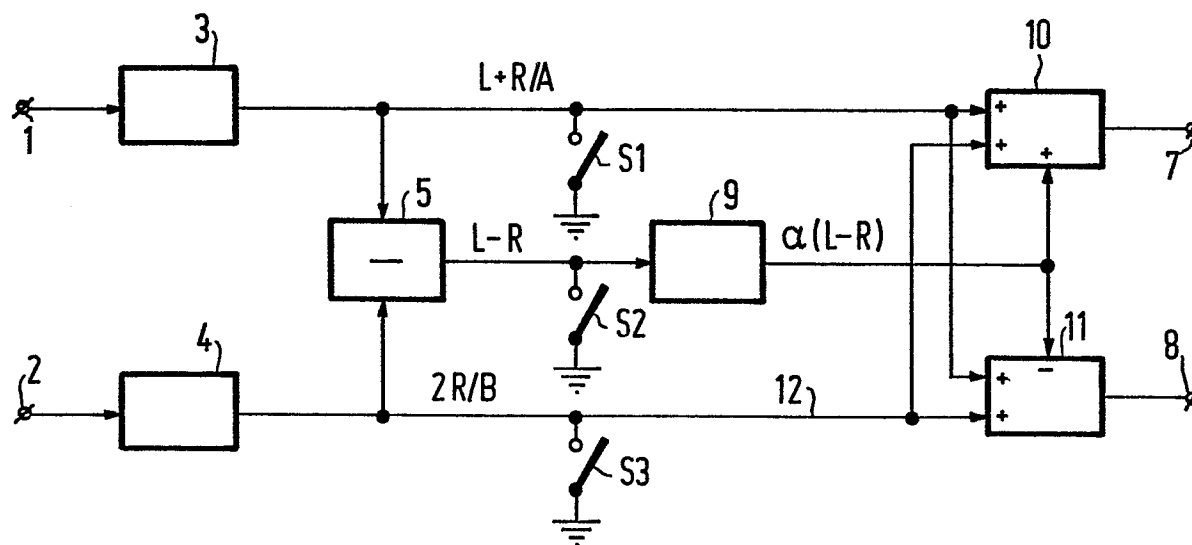 3
10
L+R/A
+
1
S1
+
+
7
5
9
−
L−R
α(L−R)
S2
4
11
8
2
2R/B
12
−
+
+
S3